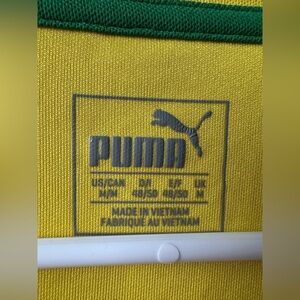 PUMA
US/CAN D/I E/F UK
M/M 48/50 48/50 M
MADE IN VIETNAM
FABRIQUÉ AU VIETNAM